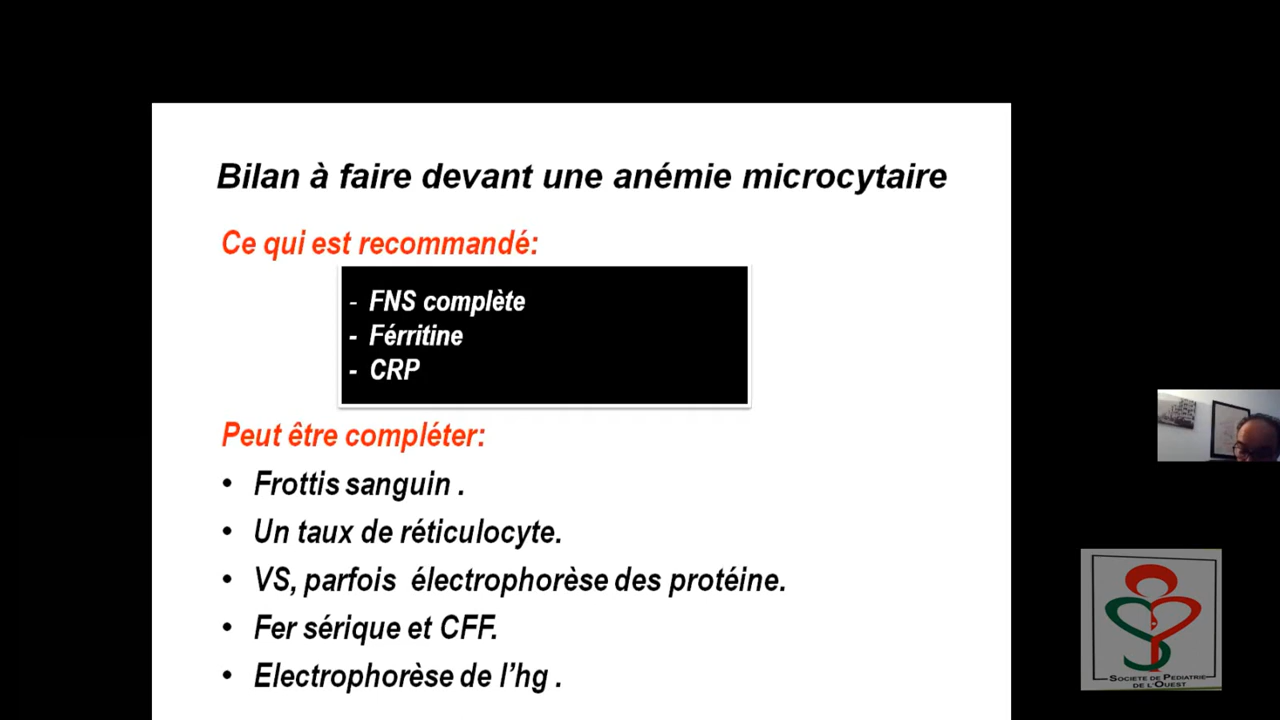 Bilan à faire devant une anémie microcytaire
Ce qui est recommandé:
- FNS complète
- Férritine
- CRP
Peut être compléter:
• Frottis sanguin .
• Un taux de réticulocyte.
• VS, parfois électrophorèse des protéine.
• Fer sérique et CFF.
• Electrophorèse de l'hg .
SOCIETE DE PÉDIATRIE
DE L'OUEST